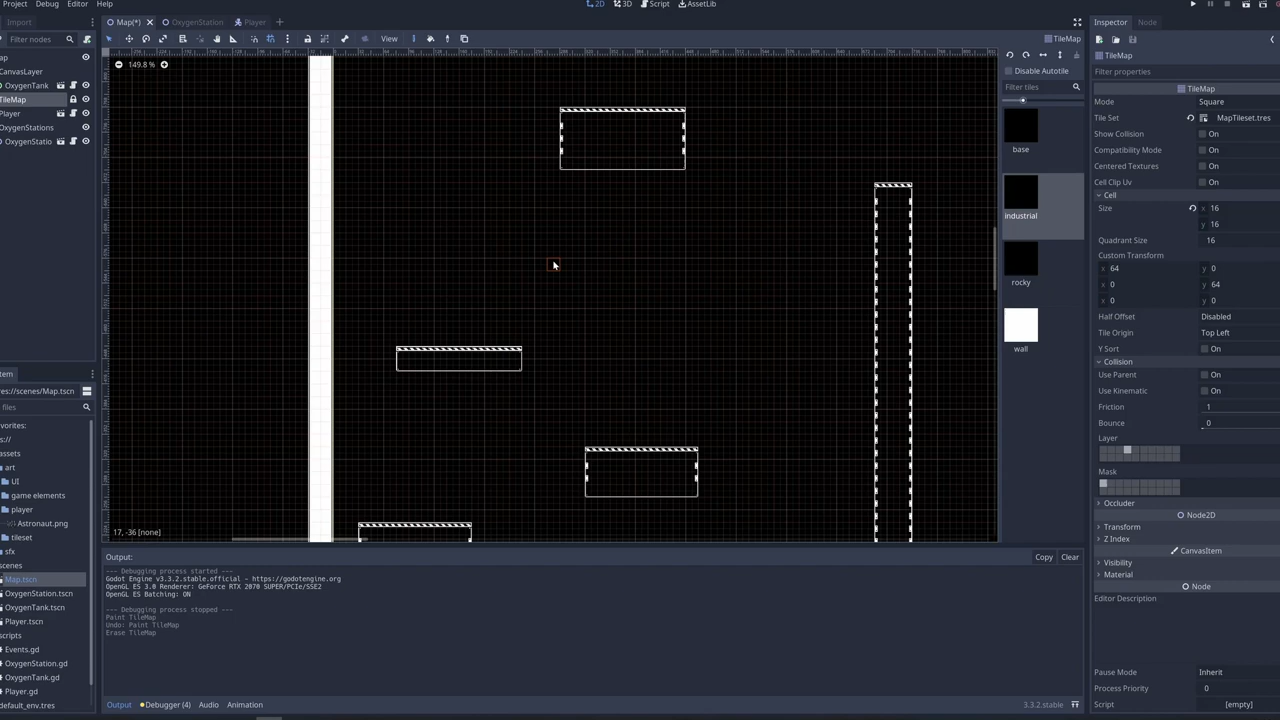 Project Debug Editor Help
2D 3D Script AssetLib
Import
Map(*) OxygenStation Player
Inspector Node
Filter nodes
View
TileMap
149.8 %
ap
CanvasLayer
OxygenTank
TileMap
Player
OxygenStations
OxygenStatio
Disable Autotile
Filter tiles
base
industrial
rocky
wall
17, -36 [none]
TileMap
Filter properties
TileMap
Mode Square
Tile Set MapTileset.tres
Show Collision On
Compatibility Mode On
Centered Textures On
Cell Clip Uv On
Cell
Size x 16
y 16
Quadrant Size 16
Custom Transform
x 64 y 0
x 0 y 64
x 0 y 0
Half Offset Disabled
Tile Origin Top Left
Y Sort On
Collision
Use Parent On
Use Kinematic On
Friction 1
Bounce 0
Layer
Mask
Occluder
Node2D
Transform
Z Index
CanvasItem
Visibility
Material
Node
Editor Description
Pause Mode Inherit
Process Priority 0
Script [empty]
tem
res://scenes/Map.tscn
files
avorites:
s://
assets
art
UI
game elements
player
Astronaut.png
tileset
sfx
scenes
Map.tscn
OxygenStation.tscn
OxygenTank.tscn
Player.tscn
scripts
Events.gd
OxygenStation.gd
OxygenTank.gd
Player.gd
default_env.tres
Output:
Copy Clear
--- Debugging process started ---
Godot Engine v3.3.2.stable.official - https://godotengine.org
OpenGL ES 3.0 Renderer: GeForce RTX 2070 SUPER/PCIe/SSE2
OpenGL ES Batching: ON
--- Debugging process stopped ---
Paint TileMap
Undo: Paint TileMap
Erase TileMap
Output Debugger (4) Audio Animation
3.3.2.stable